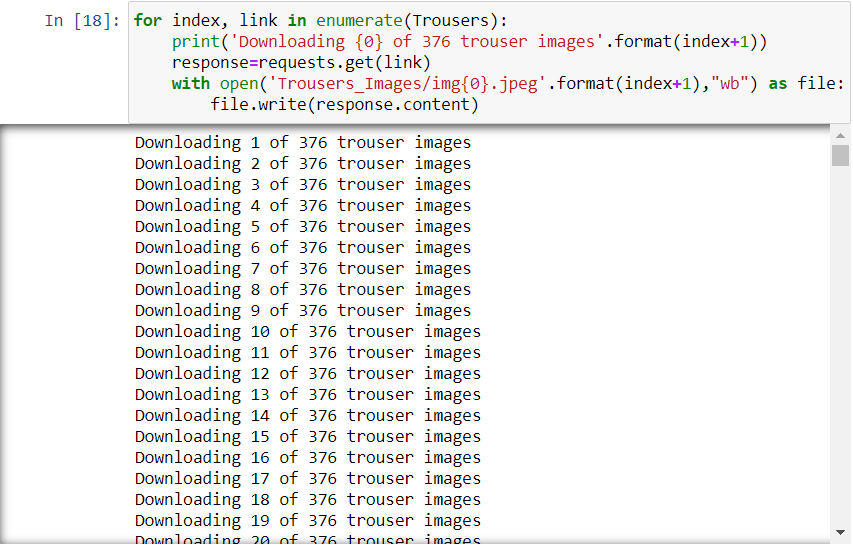 In [18]: for index, link in enumerate(Trousers):
print('Downloading {0} of 376 trouser images'.format(index+1))
response=requests.get(link)
with open('Trousers_Images/img{0}.jpeg'.format(index+1),"wb") as file:
file.write(response.content)
Downloading 1 of 376 trouser images
Downloading 2 of 376 trouser images
Downloading 3 of 376 trouser images
Downloading 4 of 376 trouser images
Downloading 5 of 376 trouser images
Downloading 6 of 376 trouser images
Downloading 7 of 376 trouser images
Downloading 8 of 376 trouser images
Downloading 9 of 376 trouser images
Downloading 10 of 376 trouser images
Downloading 11 of 376 trouser images
Downloading 12 of 376 trouser images
Downloading 13 of 376 trouser images
Downloading 14 of 376 trouser images
Downloading 15 of 376 trouser images
Downloading 16 of 376 trouser images
Downloading 17 of 376 trouser images
Downloading 18 of 376 trouser images
Downloading 19 of 376 trouser images
Downloading 20 of 376 trouser images